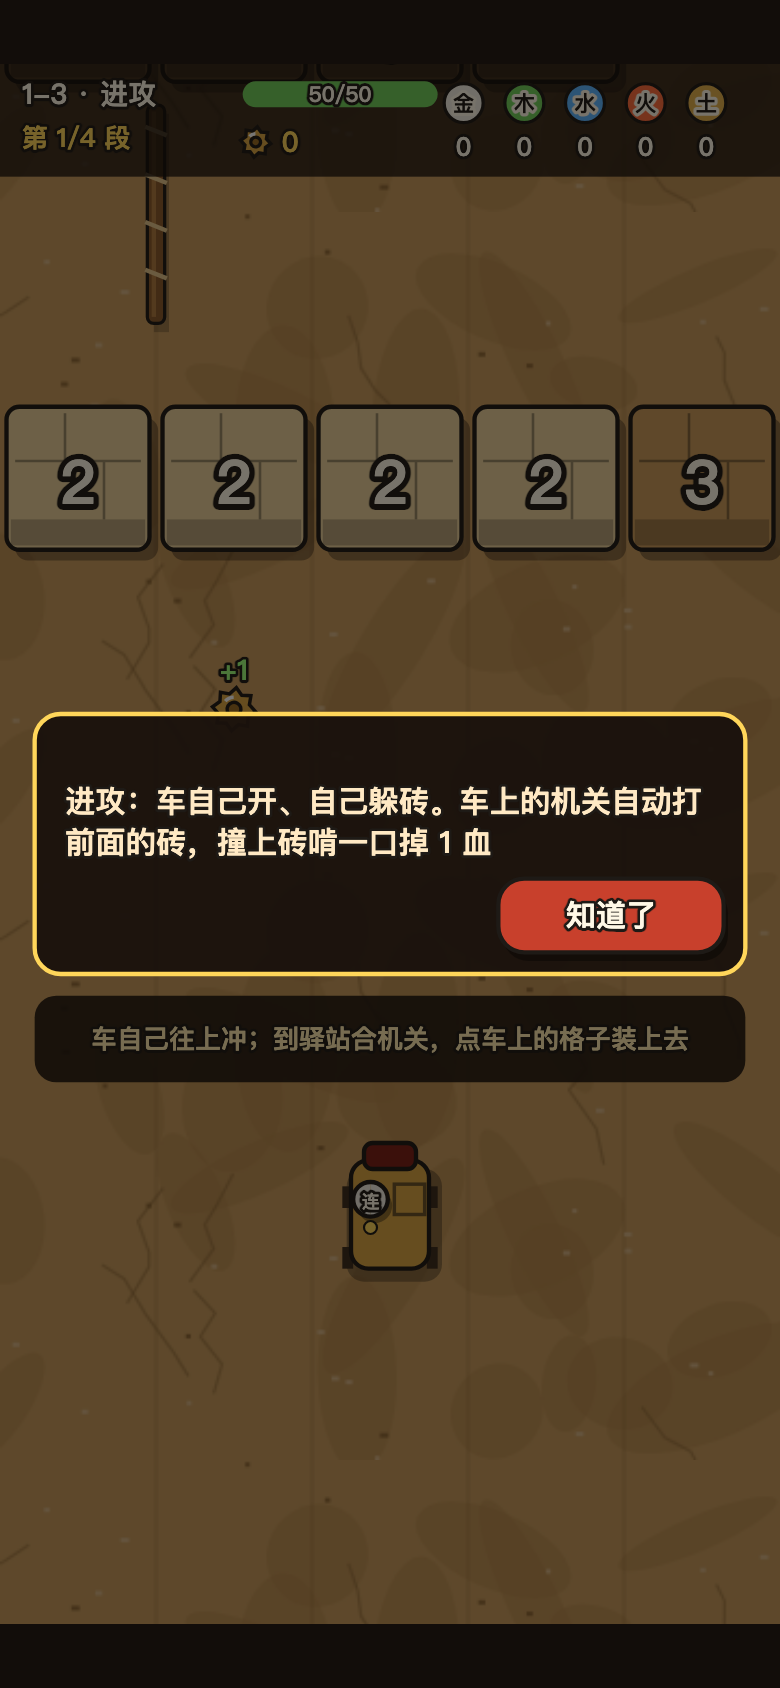 1–3 · 进攻
50/50
金 木 水 火 土
第 1/4 段
0
0 0 0 0 0
2 2 2 2 3
+1
进攻：车自己开、自己躲砖。车上的机关自动打
前面的砖，撞上砖啃一口掉 1 血
知道了
车自己往上冲；到驿站合机关，点车上的格子装上去
连